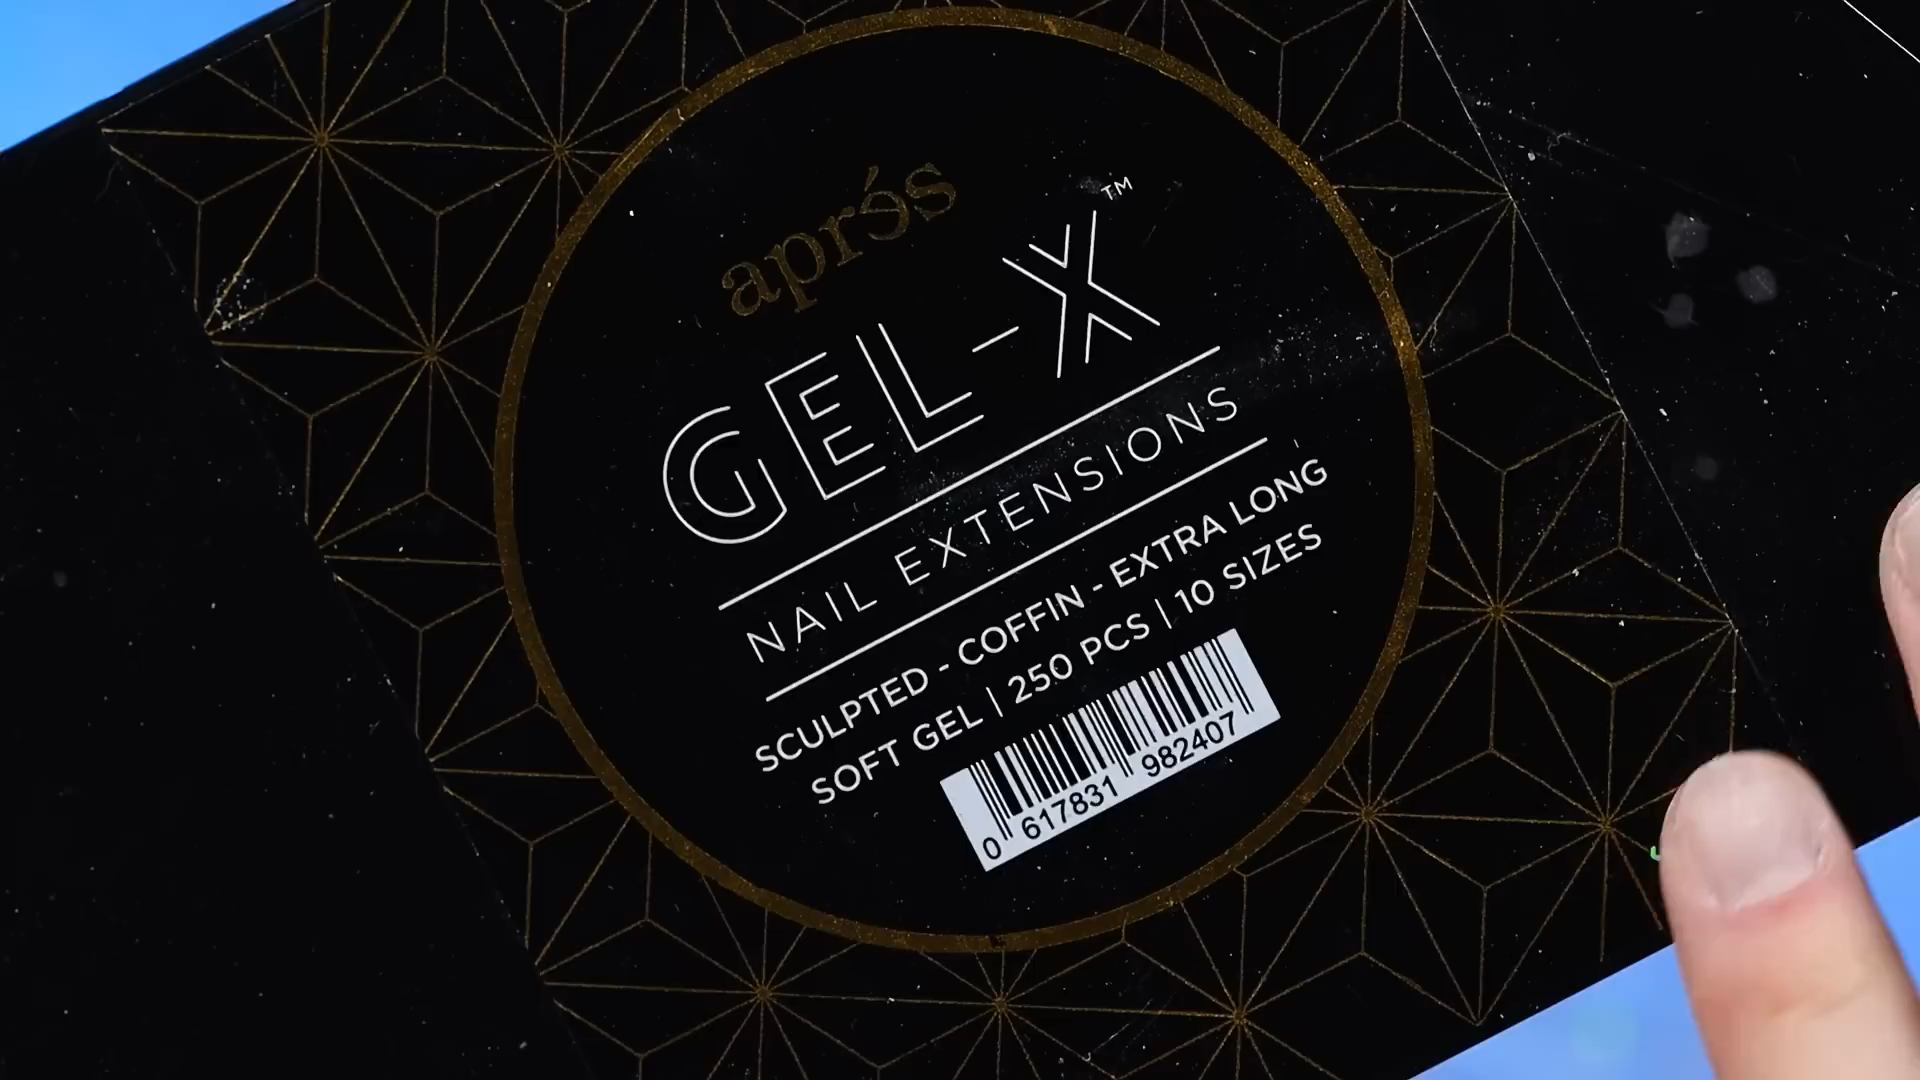 aprés
GEL-X™
NAIL EXTENSIONS
SCULPTED - COFFIN - EXTRA LONG
SOFT GEL | 250 PCS | 10 SIZES
0 617831 982407